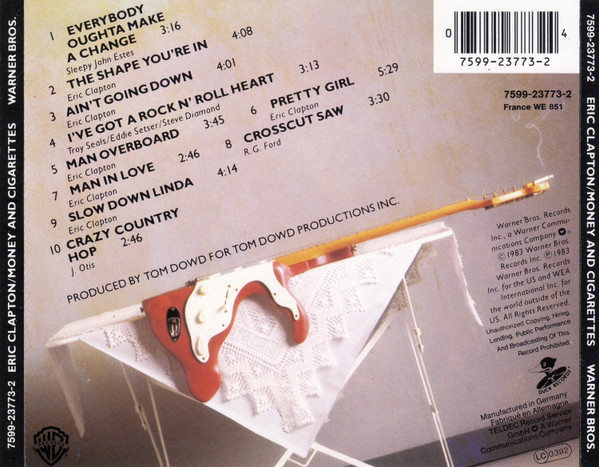 7599-23773-2 ERIC CLAPTON/MONEY AND CIGARETTES WARNER BROS.
1 EVERYBODY
OUGHTA MAKE
A CHANGE 3:16
Sleepy John Estes
2 THE SHAPE YOU'RE IN 4:08
Eric Clapton
3 AIN'T GOING DOWN 4:01
Eric Clapton
4 I'VE GOT A ROCK N' ROLL HEART 3:13
Troy Seals/Eddie Setser/Steve Diamond
5 MAN OVERBOARD 3:45
Eric Clapton
6 PRETTY GIRL 5:29
Eric Clapton
7 MAN IN LOVE 2:46
Eric Clapton
8 CROSSCUT SAW 3:30
R.G. Ford
9 SLOW DOWN LINDA 4:14
Eric Clapton
10 CRAZY COUNTRY
HOP 2:46
J. Otis
PRODUCED BY TOM DOWD FOR TOM DOWD PRODUCTIONS INC.
0 4
7599-23773-2
7599-23773-2
France WE 851
Warner Bros. Records
Inc., a Warner Commu-
nications Company
©1983 Warner Bros.
Records Inc. ℗1983
Warner Bros. Records
Inc. for the US and WEA
International Inc. for
the world outside of the
US. All Rights Reserved.
Unauthorized Copying, Hiring,
Lending, Public Performance
And Broadcasting Of This
Record Prohibited.
DUCK RECORDS
Manufactured in Germany
Fabriqué en Allemagne
TELDEC Record Service
GmbH A Warner
Communications Company
LC 0392
WB
7599-23773-2 ERIC CLAPTON/MONEY AND CIGARETTES WARNER BROS.